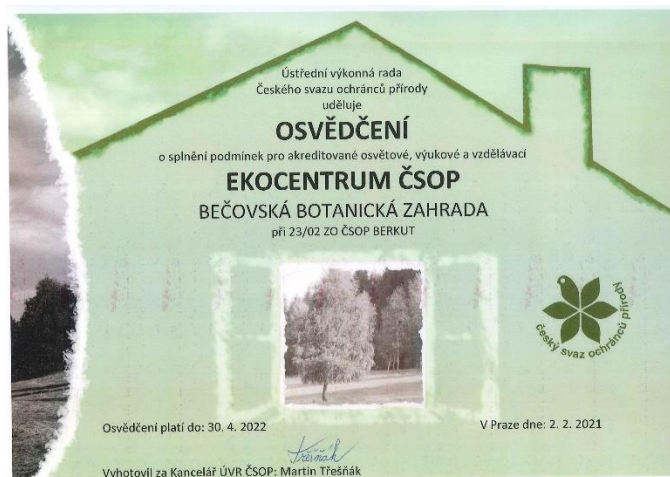 Ústřední výkonná rada
Českého svazu ochránců přírody
uděluje
OSVĚDČENÍ
o splnění podmínek pro akreditované osvětové, výukové a vzdělávací
EKOCENTRUM ČSOP
BEČOVSKÁ BOTANICKÁ ZAHRADA
při 23/02 ZO ČSOP BERKUT
český svaz ochránců přírody
Osvědčení platí do: 30. 4. 2022
V Praze dne: 2. 2. 2021
Třešňák
Vyhotovil za Kancelář ÚVR ČSOP: Martin Třešňák